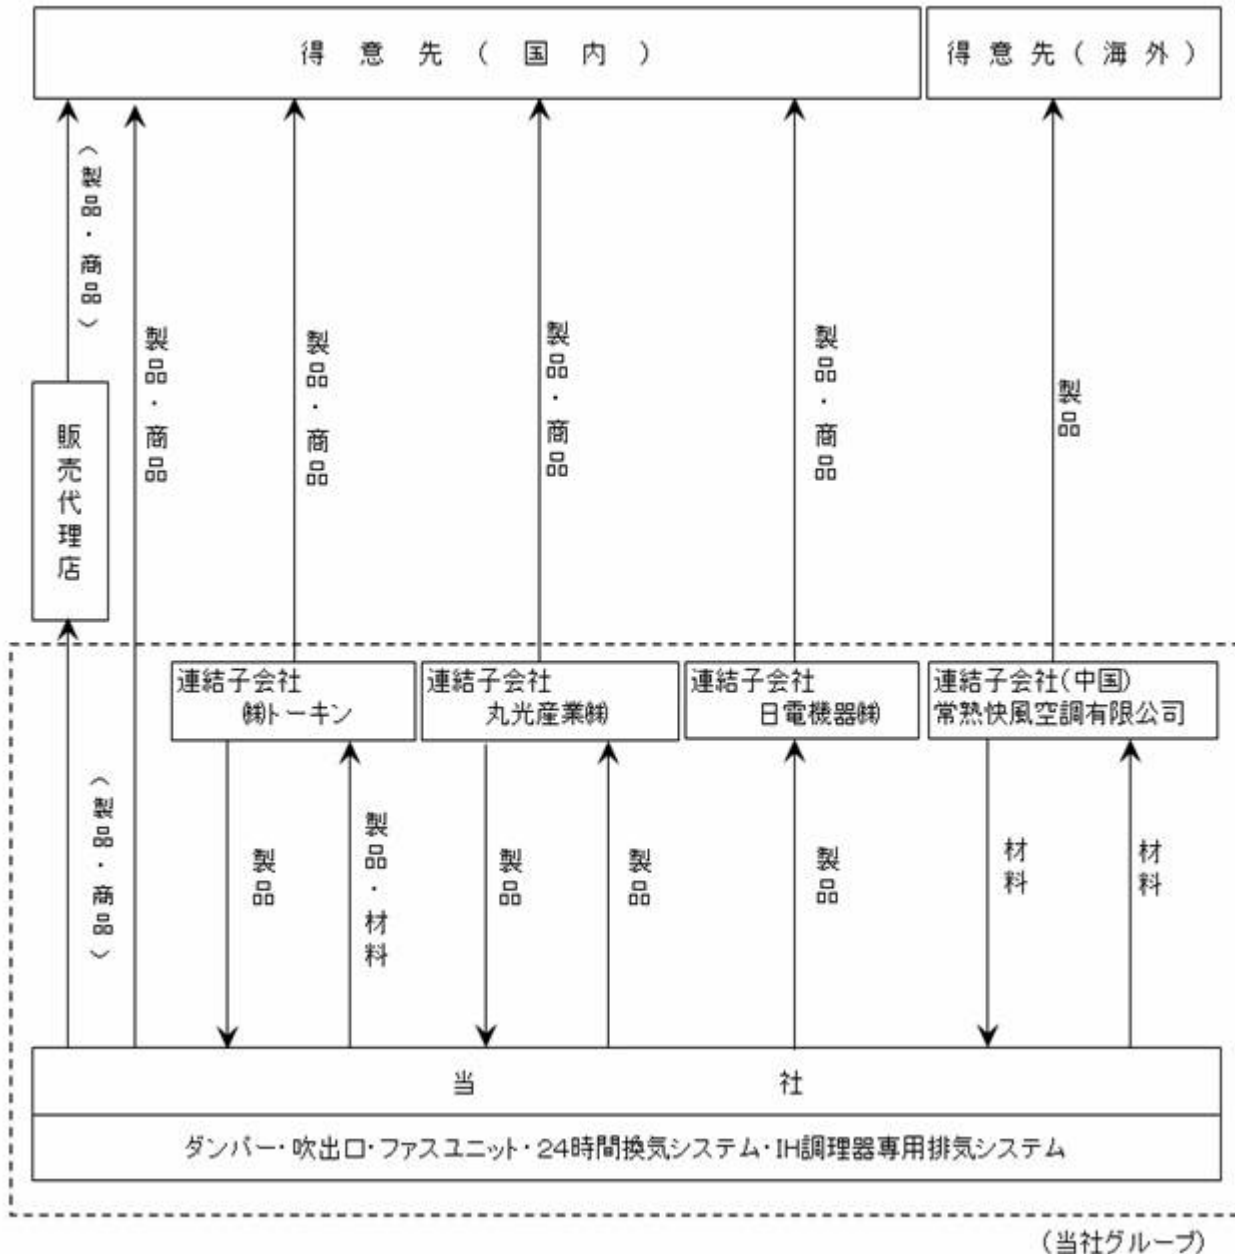 得意先(国内)
得意先(海外)
(製品・商品)
製品・商品
製品・商品
製品・商品
製品・商品
製品
販売代理店
連結子会社
㈱トーキン
連結子会社
丸光産業㈱
連結子会社
日電機器㈱
連結子会社(中国)
常熟快風空調有限公司
(製品・商品)
製品
製品・材料
製品
製品
製品
材料
材料
当社
ダンパー・吹出口・ファスユニット・24時間換気システム・IH調理器専用排気システム
(当社グループ)